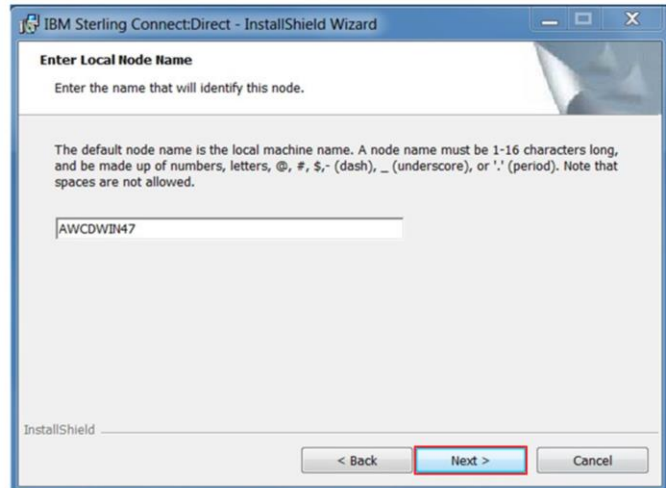 IBM Sterling Connect:Direct - InstallShield Wizard
Enter Local Node Name
Enter the name that will identify this node.
The default node name is the local machine name. A node name must be 1-16 characters long,
and be made up of numbers, letters, @, #, $,- (dash), _ (underscore), or '.' (period). Note that
spaces are not allowed.
AWCDWIN47
InstallShield
< Back Next > Cancel